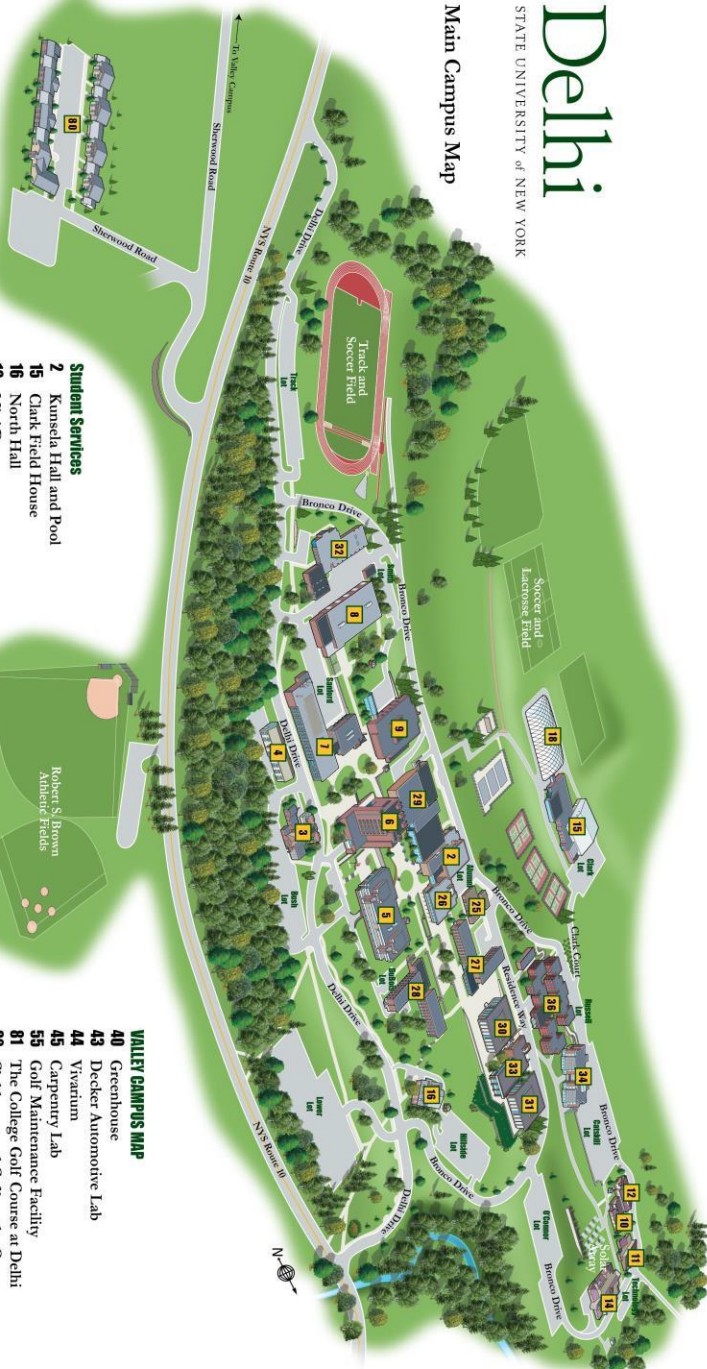 Delhi
STATE UNIVERSITY of NEW YORK
Main Campus Map
To Valley Campus
Sherwood Road
Sherwood Road
80
NYS Route 10
Delhi Drive
Track
Lot
Track and
Soccer Field
Bronco Drive
Soccer and
Lacrosse Field
32
Lot
8
Bronco Drive
Sanford
Lot
7
4
Delhi Drive
9
3
Bush
Lot
29
6
2
Alumni
Lot
26
25
5
18
15
Clark
Lot
Bronco Drive
Clark Court
27
Residence Way
28
Lot
Delhi Drive
Russell
Lot
36
34
30
33
31
Catskill
Lot
Bronco Drive
16
Hillside
Lot
Lower
Lot
Bronco Drive
Delhi Drive
NYS Route 10
O'Connor
Lot
12
10
11
14
Solar
Array
Technology
Lot
Bronco Drive
N
Robert S. Brown
Athletic Fields
Student Services
2 Kunsela Hall and Pool
15 Clark Field House
16 North Hall
VALLEY CAMPUS MAP
40 Greenhouse
43 Decker Automotive Lab
44 Vivarium
45 Carpentry Lab
55 Golf Maintenance Facility
81 The College Golf Course at Delhi